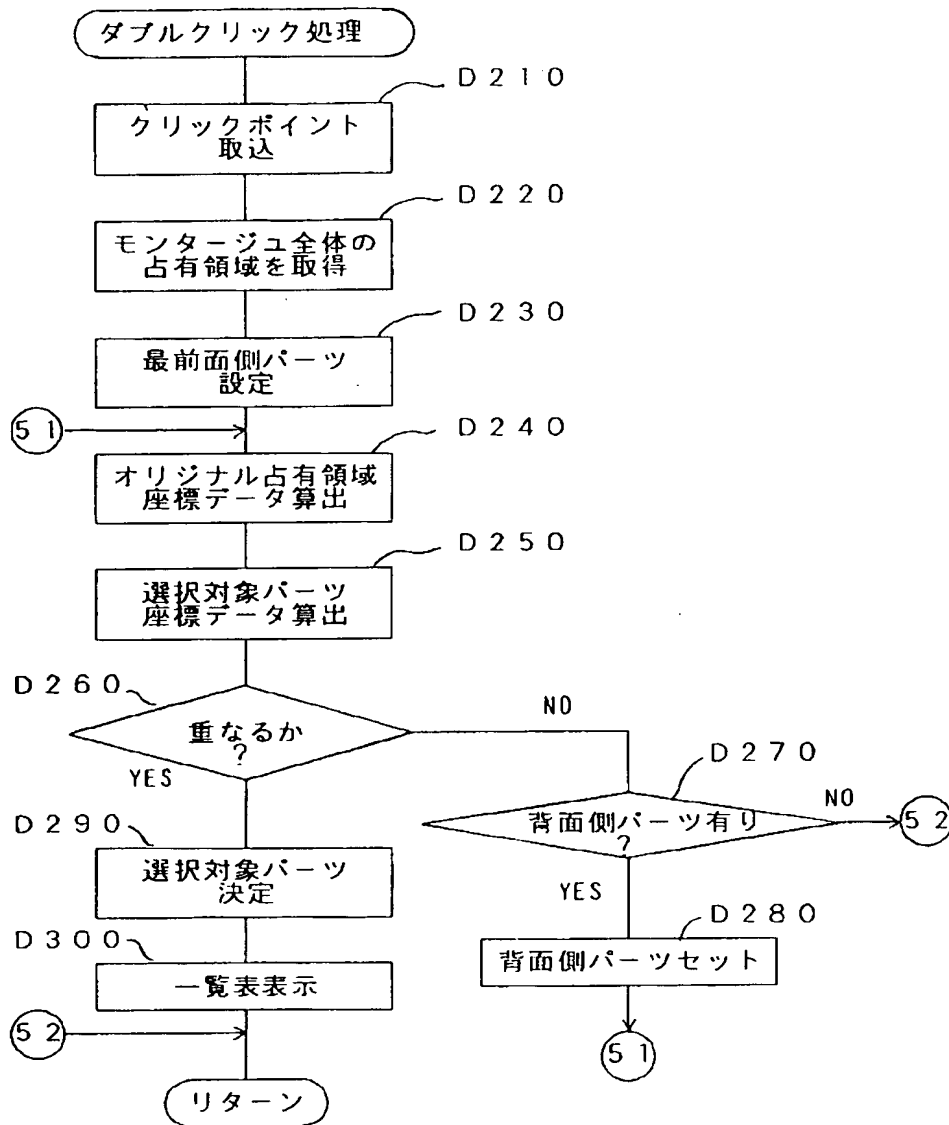 ダブルクリック処理
D210
クリックポイント
取込
D220
モンタージュ全体の
占有領域を取得
D230
最前面側パーツ
設定
51
D240
オリジナル占有領域
座標データ算出
D250
選択対象パーツ
座標データ算出
D260
重なるか
?
NO
YES
D270
背面側パーツ有り
?
NO
52
YES
D280
背面側パーツセット
51
D290
選択対象パーツ
決定
D300
一覧表表示
52
リターン